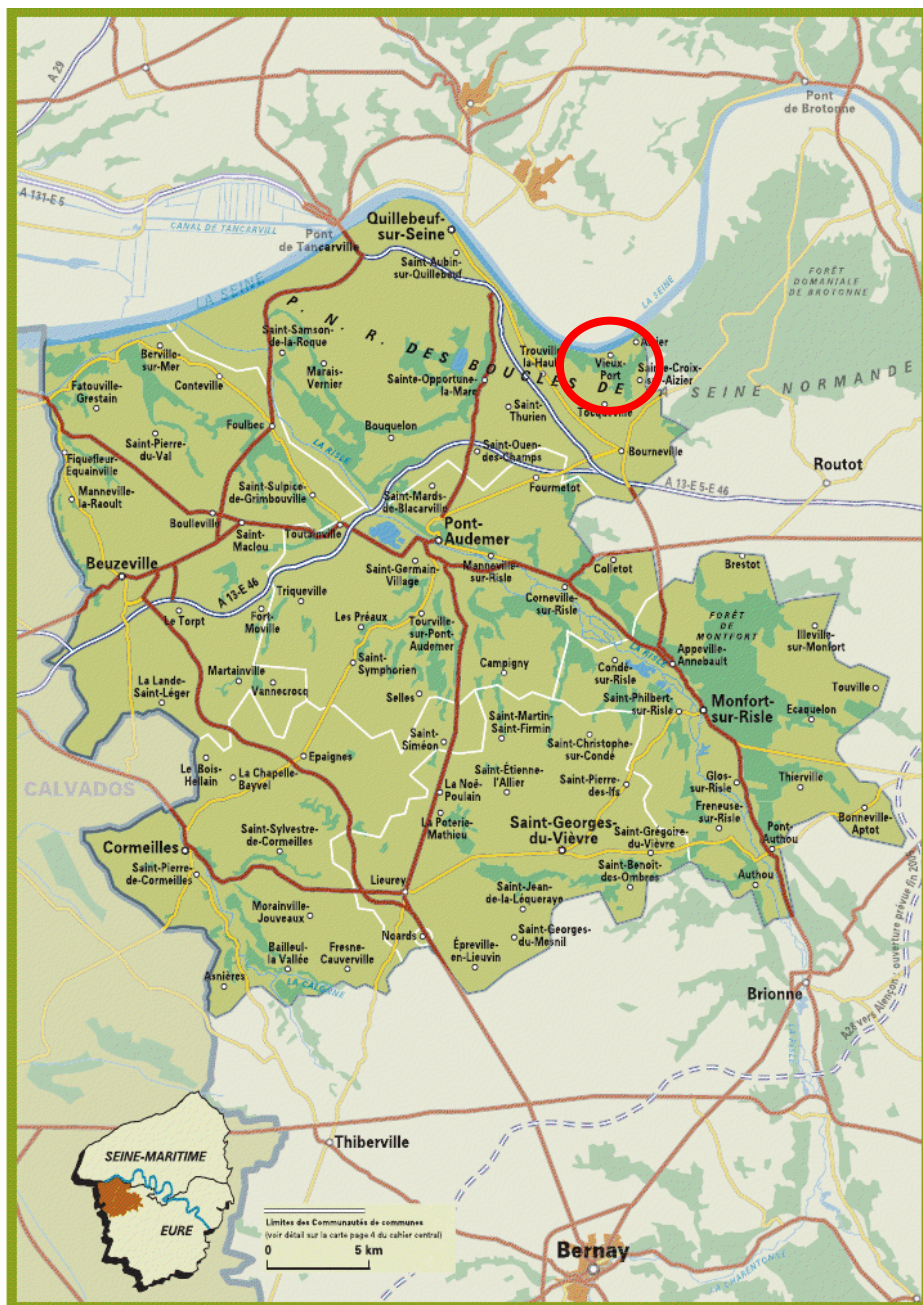 A 29
Pont
de Brotonne
A 131-E 5
CANAL DE TANCARVILL
Pont
de Tancarville
Quillebeuf-
sur-Seine
Saint-Aubin-
sur-Quillebeuf
LA SEINE
LA SEINE
FORÊT
DOMANIALE
DE BROTONNE
P. N. R. DES BOUCLES DE
LA SEINE NORMANDE
Saint-Samson-
de-la-Roque
Berville-
sur-Mer
Conteville
Marais-
Vernier
Fatouville-
Grestain
Trouville
la-Haule
Vieux-
Port
Sainte-Croix-
sur-Aizier
Sainte-Opportune-
la-Mare
Tocqueville
Saint-
Thurien
Foulbec
LA RISLE
Bouquelon
Saint-Pierre-
du-Val
Saint-Ouen-
des-Champs
Bourneville
Fiquefleur-
Equainville
Routot
Manneville-
la-Raoult
Saint-Sulpice-
de-Grimbouville
Saint-Mards-
de-Blacarville
Fourmetot
A 13-E 5-E 46
Boulleville
Saint-
Maclou
Toutainville
Pont-
Audemer
Beuzeville
Saint-Germain-
Village
Manneville-
sur-Risle
Colletot
Brestot
A 13-E 46
Triqueville
Corneville-
sur-Risle
Le Torpt
Fort-
Moville
Les Préaux
Tourville-
sur-Pont-
Audemer
FORÊT
DE
MONTFORT
Illeville-
sur-Monfort
Martainville
Saint-
Symphorien
Campigny
Condé-
sur-Risle
LA RISLE
Appeville-
Annebault
La Lande-
Saint-Léger
Vannecrocq
Selles
Saint-Philbert-
sur-Risle
Monfort-
sur-Risle
Touville
Ecaquelon
Saint-
Siméon
Saint-Martin-
Saint-Firmin
Saint-Christophe-
sur-Condé
Epaignes
Le Bois-
Hellain
La Chapelle-
Bayvel
CALVADOS
La Noë-
Poulain
Saint-Étienne-
l'Allier
Saint-Pierre-
des-Ifs
Glos-
sur-Risle
Thierville
La Poterie-
Mathieu
Freneuse-
sur-Risle
Bonneville-
Aptot
Saint-Sylvestre-
de-Cormeilles
Saint-Georges-
du-Vièvre
Saint-Grégoire-
du-Vièvre
Pont-
Authou
Cormeilles
Saint-Pierre-
de-Cormeilles
Saint-Benoit-
des-Ombres
Authou
Lieurey
Saint-Jean-
de-la-Léqueraye
Morainville-
Jouveaux
Noards
Saint-Georges-
du-Mesnil
Bailleul-
la Vallée
Fresne-
Cauverville
Épreville-
en-Lieuvin
Asnières
LA CALONNE
Brionne
A28 vers Alençon : ouverture prévue fin
Thiberville
SEINE-MARITIME
EURE
Limites des Communautés de communes
(voir détail sur la carte page 4 du cahier central)
0 5 km
Bernay
LA CHARENTONNE